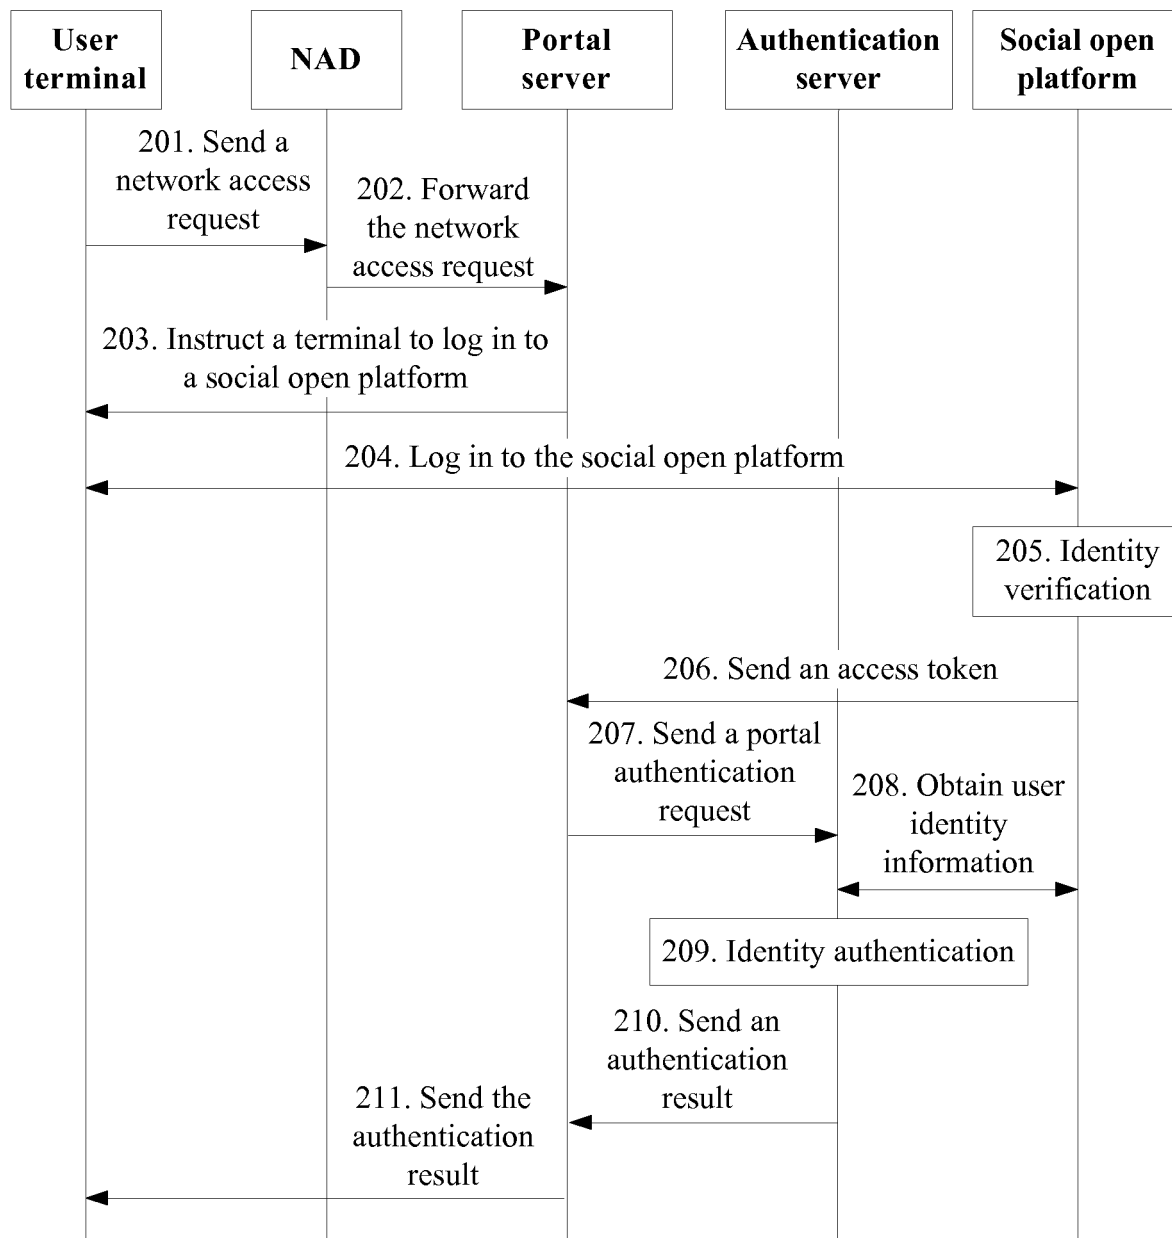 User
terminal
NAD
Portal
server
Authentication
server
Social open
platform
201. Send a
network access
request
202. Forward
the network
access request
203. Instruct a terminal to log in to
a social open platform
204. Log in to the social open platform
205. Identity
verification
206. Send an access token
207. Send a portal
authentication
request
208. Obtain user
identity
information
209. Identity authentication
210. Send an
authentication
result
211. Send the
authentication
result